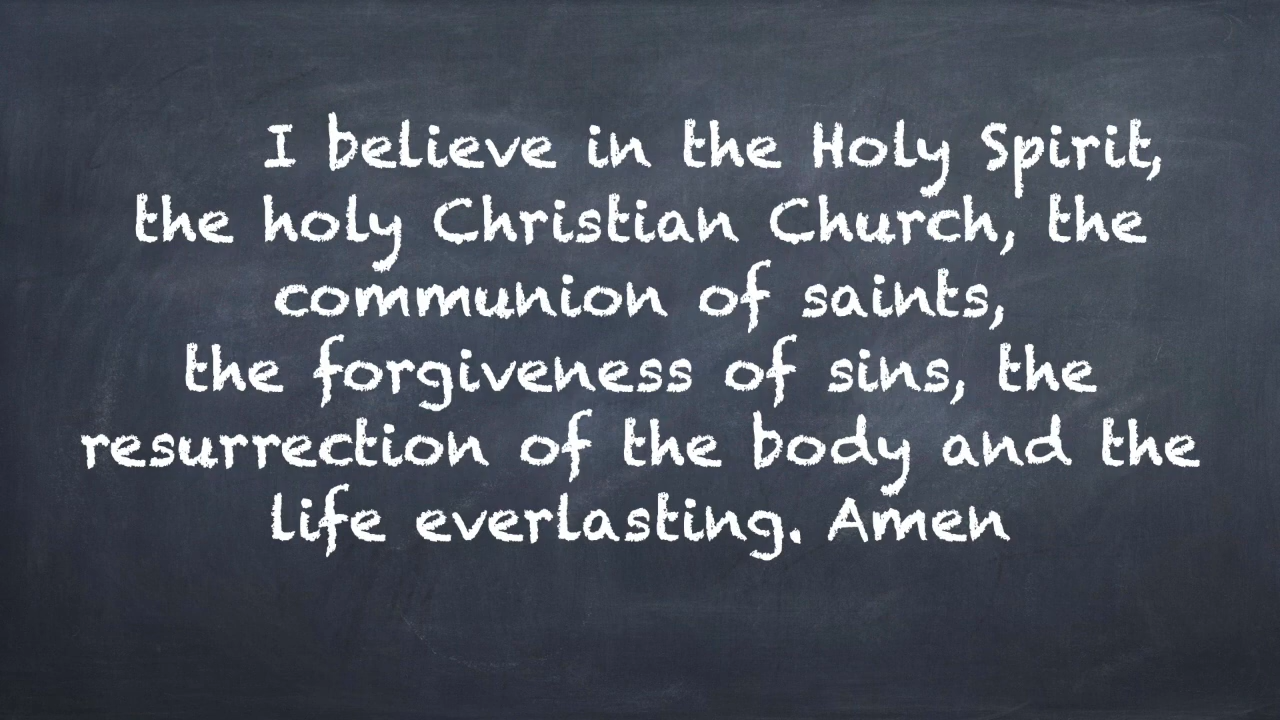 I believe in the Holy Spirit,
the holy Christian Church, the
communion of saints,
the forgiveness of sins, the
resurrection of the body and the
life everlasting. Amen